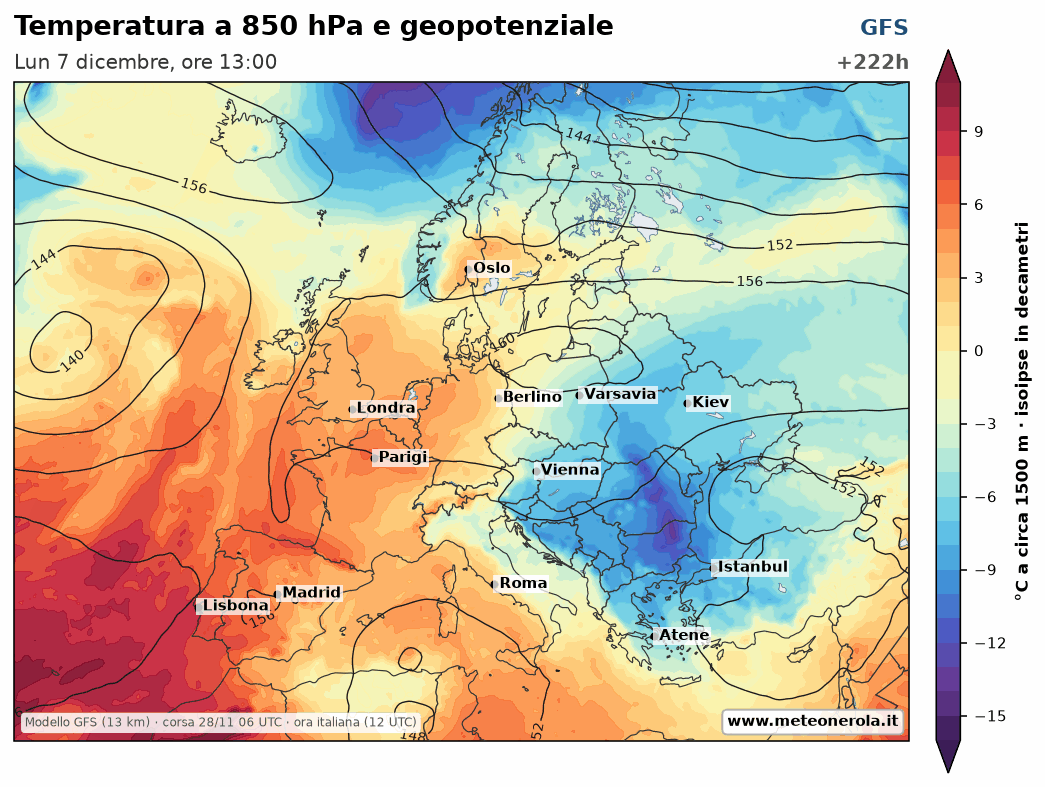 Temperatura a 850 hPa e geopotenziale
GFS
Lun 7 dicembre, ore 13:00
+222h
144
156
152
144
156
140
160
Oslo
Berlino
Varsavia
Kiev
Londra
Parigi
Vienna
152
152
Istanbul
Roma
Madrid
Lisbona
156
Atene
148
152
Modello GFS (13 km) · corsa 28/11 06 UTC · ora italiana (12 UTC)
www.meteonerola.it
9
6
3
0
−3
−6
−9
−12
−15
°C a circa 1500 m · isoipse in decametri